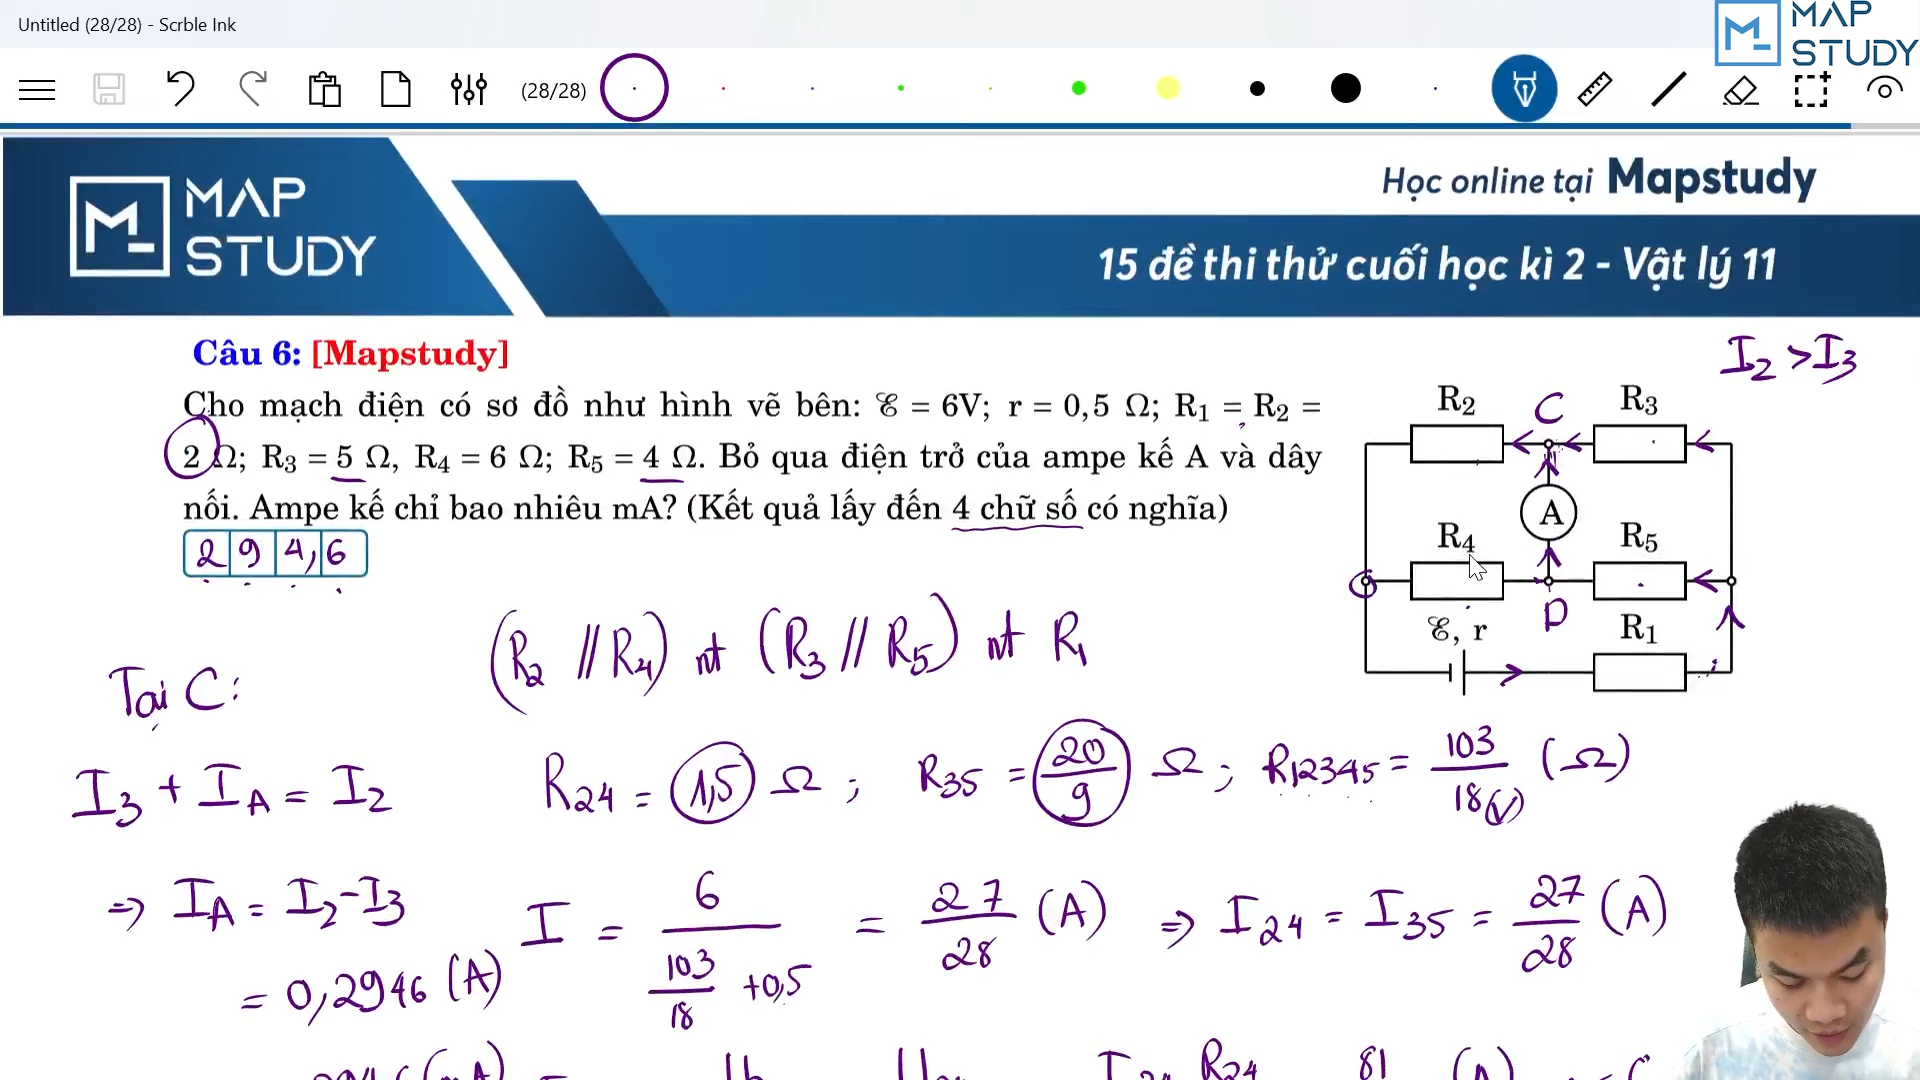 Untitled (28/28) - Scrble Ink
MAP
STUDY
(28/28)
MAP
STUDY
Học online tại Mapstudy
15 đề thi thử cuối học kì 2 - Vật lý 11
Câu 6: [Mapstudy]
Cho mạch điện có sơ đồ như hình vẽ bên: ℰ = 6V; r = 0,5 Ω; R₁ = R₂ =
2 Ω; R₃ = 5 Ω, R₄ = 6 Ω; R₅ = 4 Ω. Bỏ qua điện trở của ampe kế A và dây
nối. Ampe kế chỉ bao nhiêu mA? (Kết quả lấy đến 4 chữ số có nghĩa)
2 9 4, 6
I₂ > I₃
R₂ C R₃
A
R₄ R₅
D
ℰ, r R₁
(R₂ // R₄) nt (R₃ // R₅) nt R₁
Tại C:
I₃ + I_A = I₂
R₂₄ = 1,5 Ω ; R₃₅ = 20/9 Ω ; R₁₂₃₄₅ = 103/18 (Ω)
⇒ I_A = I₂ - I₃
I = 6/(103/18 + 0,5) = 27/28 (A) ⇒ I₂₄ = I₃₅ = 27/28 (A)
= 0,2946 (A)